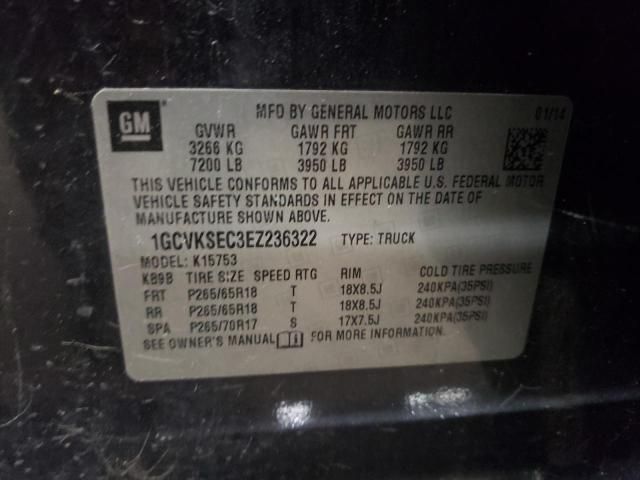 GM
MFD BY GENERAL MOTORS LLC 01/14
GVWR GAWR FRT GAWR RR
3266 KG 1792 KG 1792 KG
7200 LB 3950 LB 3950 LB
THIS VEHICLE CONFORMS TO ALL APPLICABLE U.S. FEDERAL MOTOR
VEHICLE SAFETY STANDARDS IN EFFECT ON THE DATE OF
MANUFACTURE SHOWN ABOVE.
1GCVKSEC3EZ236322 TYPE: TRUCK
MODEL: K15753
K89B TIRE SIZE SPEED RTG RIM COLD TIRE PRESSURE
FRT P265/65R18 T 18X8.5J 240KPA(35PSI)
RR P265/65R18 T 18X8.5J 240KPA(35PSI)
SPA P265/70R17 S 17X7.5J 240KPA(35PSI)
SEE OWNER'S MANUAL FOR MORE INFORMATION.